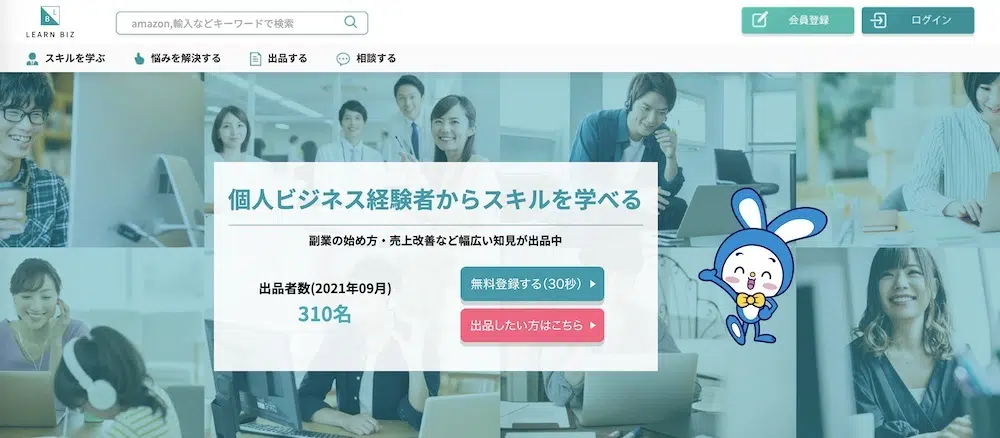 B L
LEARN BIZ
amazon,輸入などキーワードで検索
会員登録
ログイン
スキルを学ぶ
悩みを解決する
出品する
相談する
個人ビジネス経験者からスキルを学べる
副業の始め方・売上改善など幅広い知見が出品中
出品者数(2021年09月)
310名
無料登録する(30秒)
出品したい方はこちら